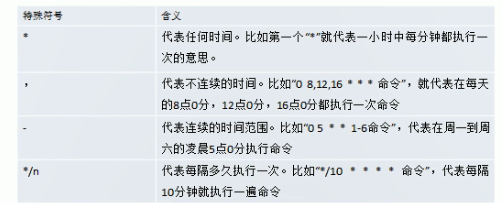 特殊符号 含义
* 代表任何时间。比如第一个“*”就代表一小时中每分钟都执行一
次的意思。
， 代表不连续的时间。比如“0 8,12,16 * * * 命令”，就代表在每天
的8点0分，12点0分，16点0分都执行一次命令
- 代表连续的时间范围。比如“0 5 * * 1-6命令”，代表在周一到周
六的凌晨5点0分执行命令
*/n 代表每隔多久执行一次。比如“*/10 * * * * 命令”，代表每隔
10分钟就执行一遍命令